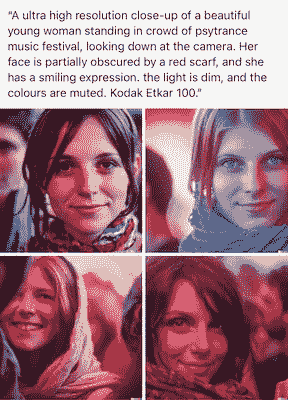 “A ultra high resolution close-up of a beautiful
young woman standing in crowd of psytrance
music festival, looking down at the camera. Her
face is partially obscured by a red scarf, and she
has a smiling expression. the light is dim, and the
colours are muted. Kodak Etkar 100.”